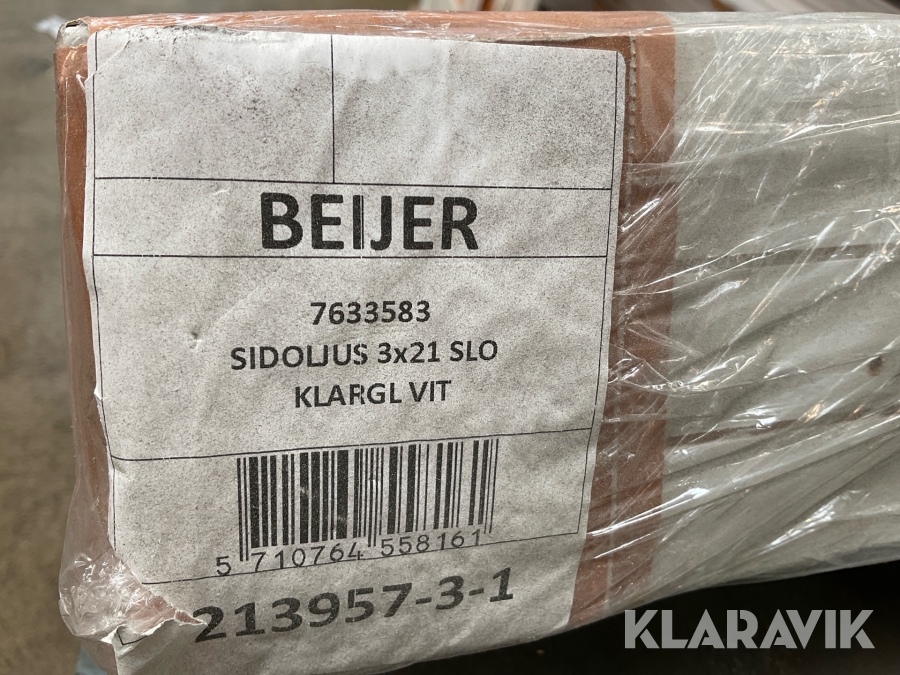 BEIJER
7633583
SIDOLJUS 3x21 SLO
KLARGL VIT
5 710764 558161
213957-3-1
KLARAVIK